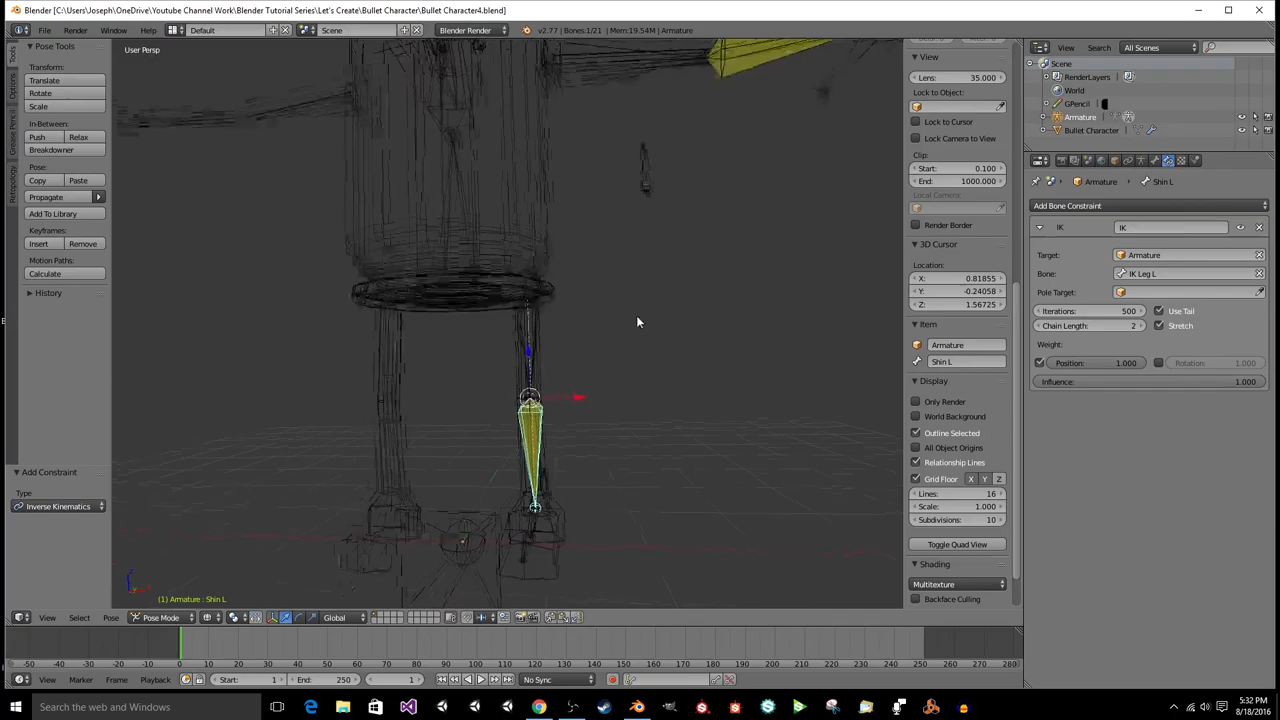 Blender [C:\Users\Joseph\OneDrive\Youtube Channel Work\Blender Tutorial Series\Let's Create\Bullet Character\Bullet Character4.blend]
File Render Window Help Default Scene Blender Render v2.77 | Bones:1/21 | Mem:19.54M | Armature
Tools
Options
Grease Pencil
Retopology
Pose Tools
Transform:
Translate
Rotate
Scale
In-Between:
Push Relax
Breakdowner
Pose:
Copy Paste
Propagate
Add To Library
Keyframes:
Insert Remove
Motion Paths:
Calculate
History
Add Constraint
Type
Inverse Kinematics
User Persp
(1) Armature : Shin L
View Select Pose Pose Mode Global
View
Lens: 35.000
Lock to Object:
Lock to Cursor
Lock Camera to View
Clip:
Start: 0.100
End: 1000.000
Local Camera:
Render Border
3D Cursor
Location:
X: 0.81855
Y: -0.24058
Z: 1.56725
Item
Armature
Shin L
Display
Only Render
World Background
Outline Selected
All Object Origins
Relationship Lines
Grid Floor X Y Z
Lines: 16
Scale: 1.000
Subdivisions: 10
Toggle Quad View
Shading
Multitexture
Backface Culling
View Search All Scenes
Scene
RenderLayers
World
GPencil
Armature
Bullet Character
Armature Shin L
Add Bone Constraint
IK IK
Target: Armature
Bone: IK Leg L
Pole Target:
Iterations: 500 Use Tail
Chain Length: 2 Stretch
Weight:
Position: 1.000 Rotation: 1.000
Influence: 1.000
-50 -40 -30 -20 -10 0 10 20 30 40 50 60 70 80 90 100 110 120 130 140 150 160 170 180 190 200 210 220 230 240 250 260 270 280
View Marker Frame Playback Start: 1 End: 250 1 No Sync
Search the web and Windows
5:32 PM
8/18/2016